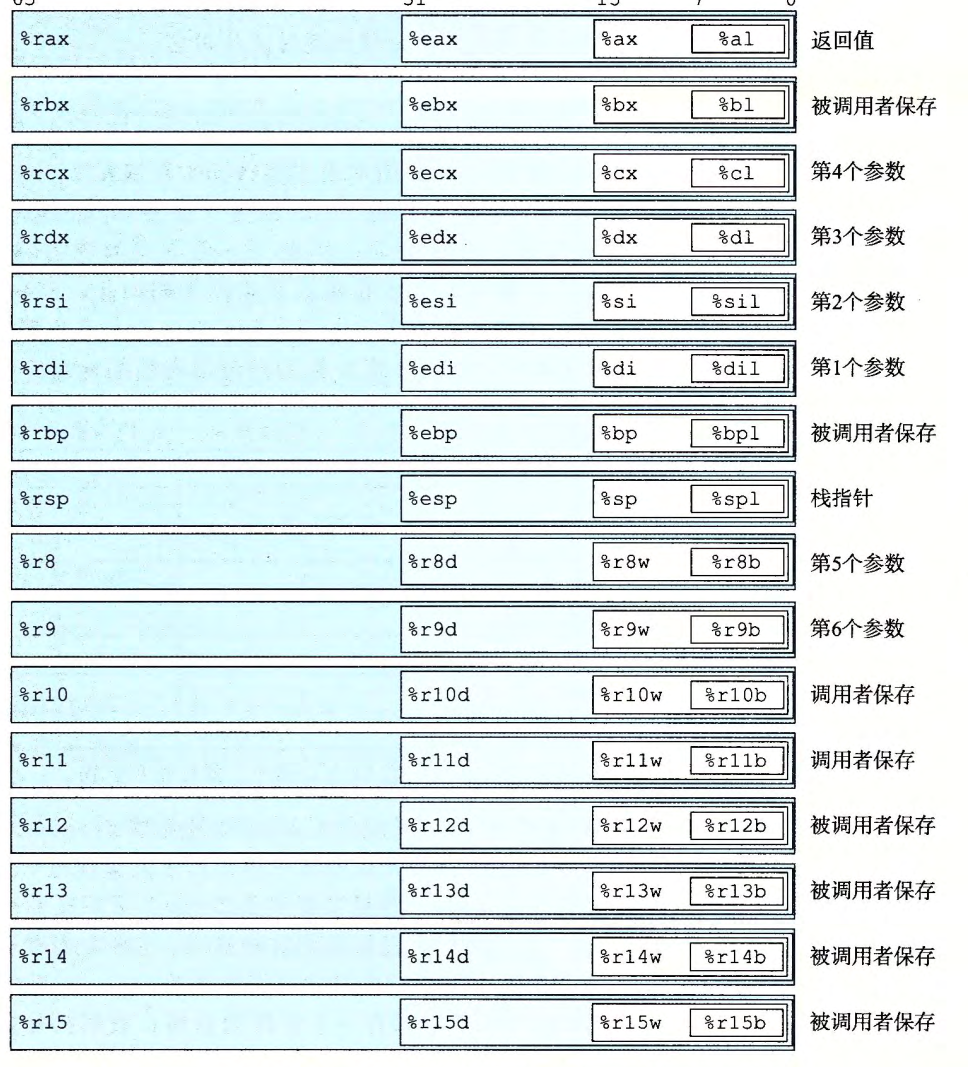 63 31 15 7 0
%rax %eax %ax %al 返回值
%rbx %ebx %bx %bl 被调用者保存
%rcx %ecx %cx %cl 第4个参数
%rdx %edx %dx %dl 第3个参数
%rsi %esi %si %sil 第2个参数
%rdi %edi %di %dil 第1个参数
%rbp %ebp %bp %bpl 被调用者保存
%rsp %esp %sp %spl 栈指针
%r8 %r8d %r8w %r8b 第5个参数
%r9 %r9d %r9w %r9b 第6个参数
%r10 %r10d %r10w %r10b 调用者保存
%r11 %r11d %r11w %r11b 调用者保存
%r12 %r12d %r12w %r12b 被调用者保存
%r13 %r13d %r13w %r13b 被调用者保存
%r14 %r14d %r14w %r14b 被调用者保存
%r15 %r15d %r15w %r15b 被调用者保存